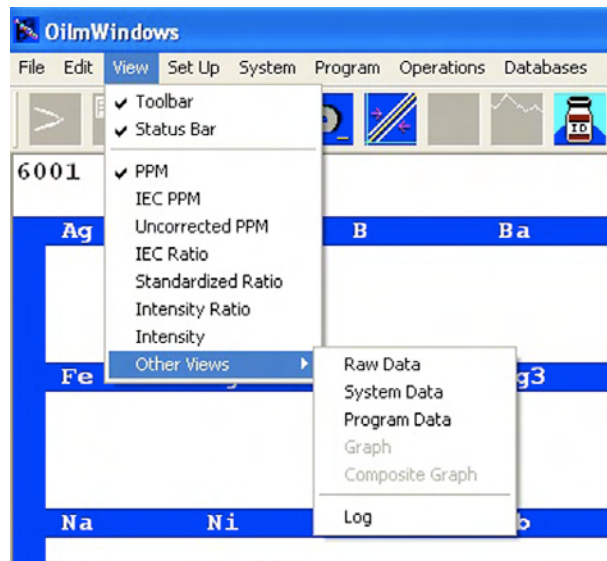 OilmWindows
File Edit View Set Up System Program Operations Databases
Toolbar
Status Bar
ID
6001
PPM
IEC PPM
Uncorrected PPM
Ag B Ba
IEC Ratio
Standardized Ratio
Intensity Ratio
Intensity
Other Views
Raw Data
Fe g3
System Data
Program Data
Graph
Composite Graph
Log
Na Ni b